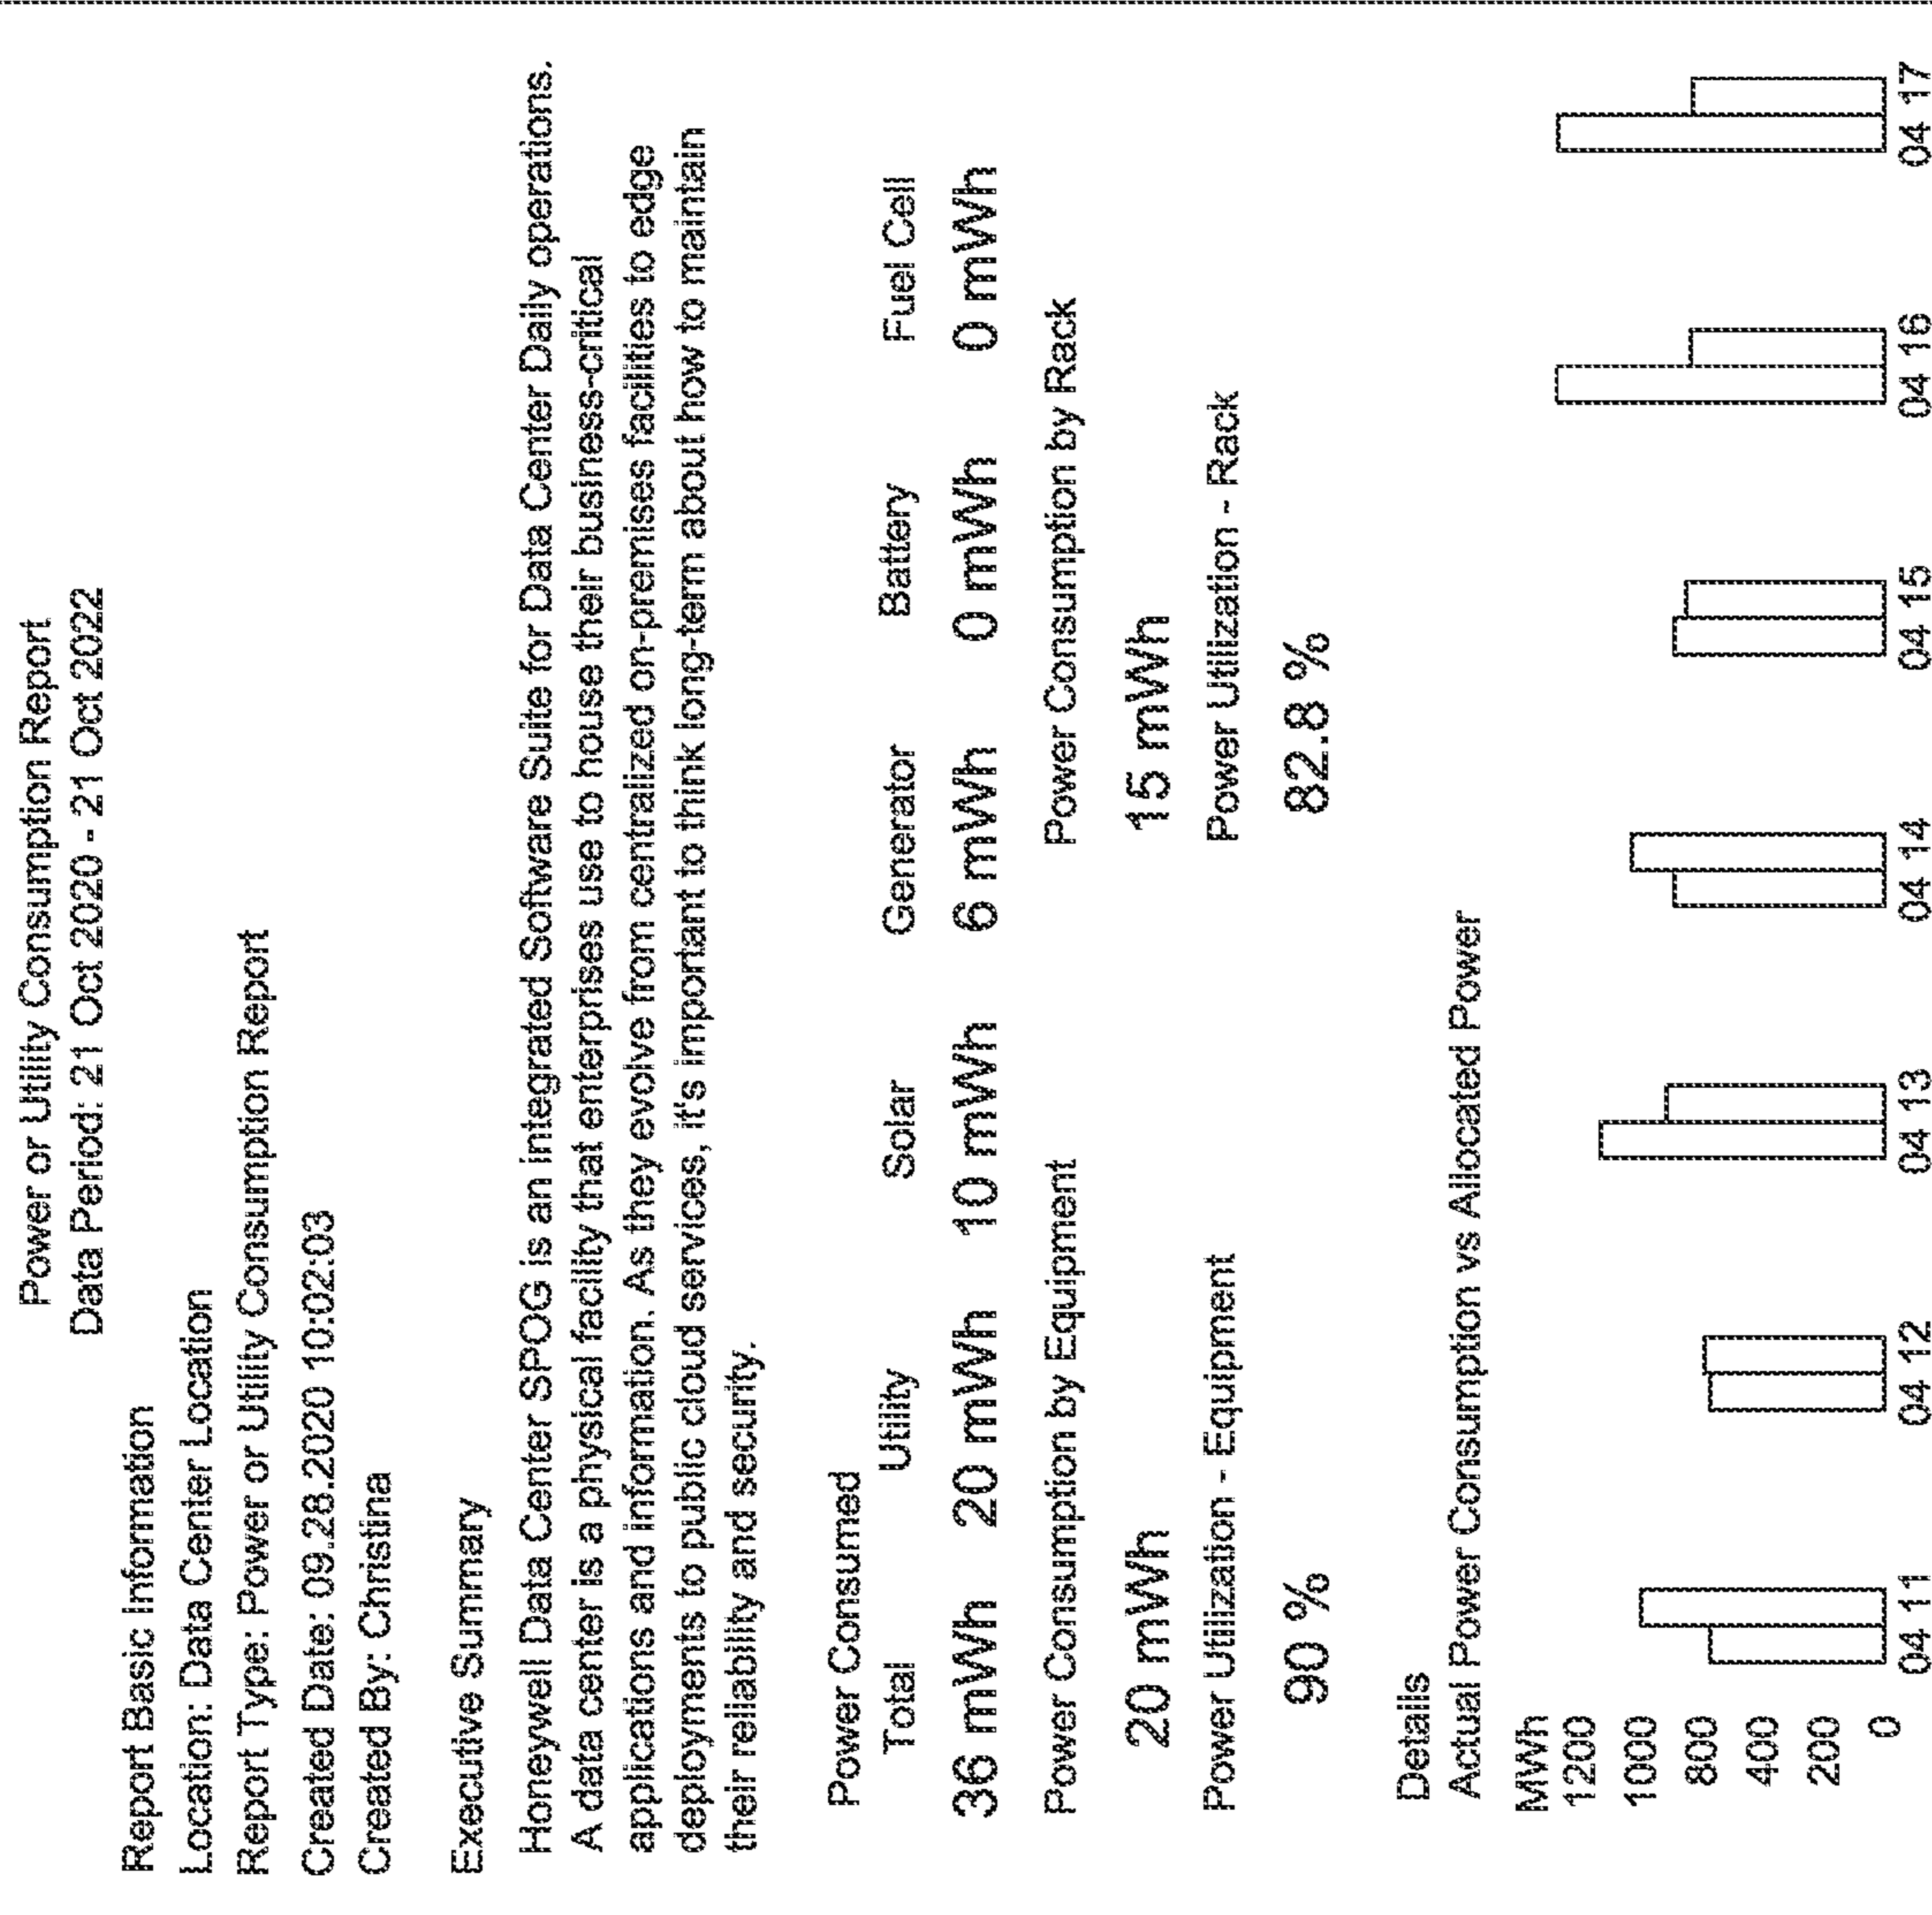 Power or Utility Consumption Report
Data Period: 21 Oct 2020 - 21 Oct 2022
Report Basic Information
Location: Data Center Location
Report Type: Power or Utility Consumption Report
Created Date: 09.28.2020 10:02:03
Created By: Christina
Executive Summary
Honeywell Data Center SPOG is an integrated Software Suite for Data Center Daily operations.
A data center is a physical facility that enterprises use to house their business-critical
applications and information. As they evolve from centralized on-premises facilities to edge
deployments to public cloud services, it's important to think long-term about how to maintain
their reliability and security.
Power Consumed
Total Utility Solar Generator Battery Fuel Cell
36 mWh 20 mWh 10 mWh 6 mWh 0 mWh 0 mWh
Power Consumption by Equipment Power Consumption by Rack
20 mWh 15 mWh
Power Utilization - Equipment Power Utilization - Rack
90 % 82.8 %
Details
Actual Power Consumption vs Allocated Power
MWh
1200
1000
800
400
200
0
04 11 04 12 04 13 04 14 04 15 04 16 04 17